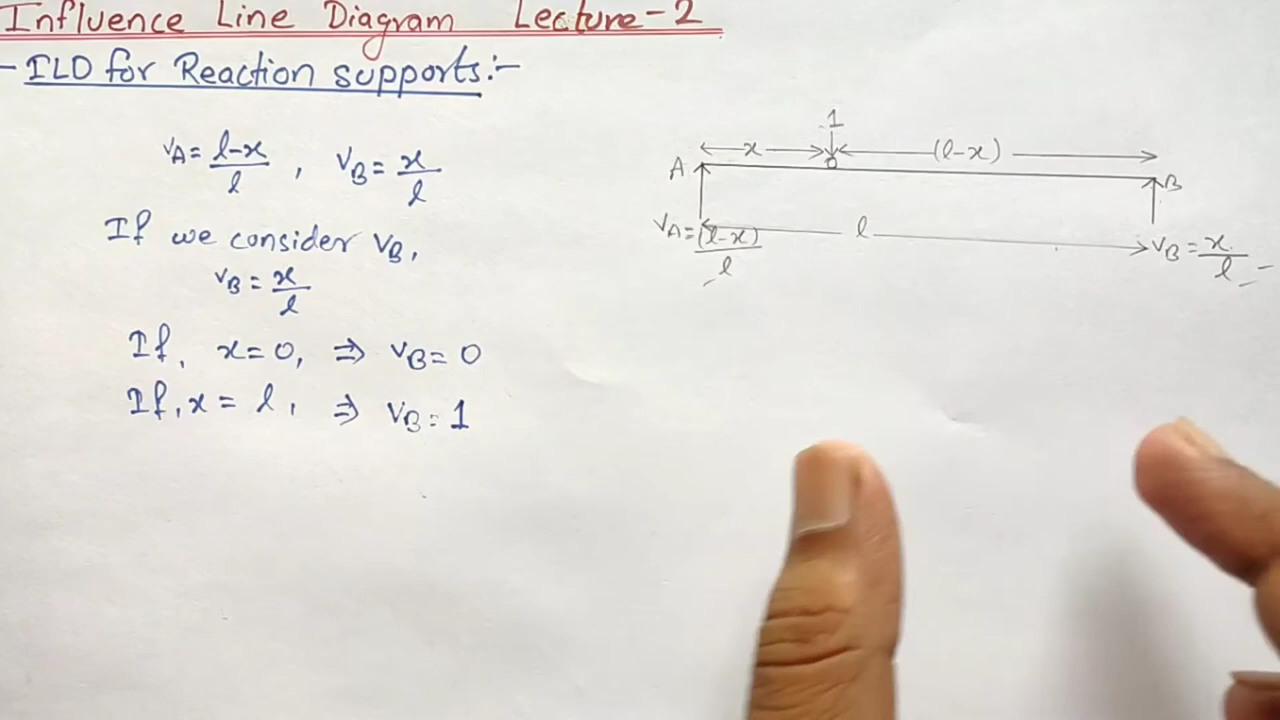 Influence Line Diagram Lecture-2
-ILD for Reaction supports:-
VA = l-x/l , VB = x/l
If we consider VB,
VB = x/l
If, x=0, ⇒ VB = 0
If, x = l, ⇒ VB = 1
1
x (l-x)
A B
VA = (l-x)/l l VB = x/l